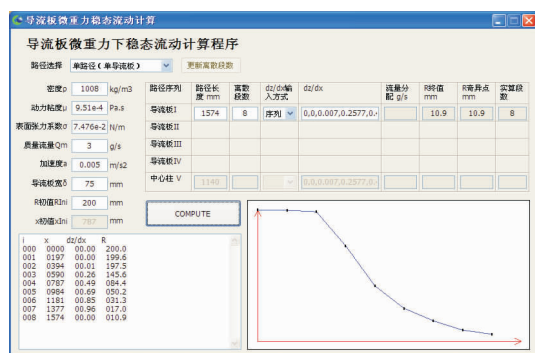 导流板微重力稳态流动计算
导流板微重力下稳态流动计算程序
路径选择 单路径(单导流板) 更新离散段数
密度ρ 1008 kg/m3
动力粘度μ 9.51e-4 Pa.s
表面张力系数σ 7.476e-2 N/m
质量流量Qm 3 g/s
加速度a 0.005 m/s2
导流板宽δ 75 mm
R初值RIni 200 mm
x初值xIni 787 mm
路径序列 路径长度 mm 离散段数 dz/dx输入方式 dz/dx 流量分配 g/s R终值 mm R奇异点 mm 实算段数
导流板I 1574 8 序列 0,0,0.007,0.2577,0.4 10.9 10.9 8
导流板II
导流板III
导流板IV
中心柱 V 1140 0,0,0.007,0.2577,0.4
COMPUTE
i x dz/dx R
000 0000 00.00 200.0
001 0197 00.00 199.6
002 0394 00.01 197.5
003 0590 00.26 145.6
004 0787 00.49 084.4
005 0984 00.69 050.2
006 1181 00.85 031.3
007 1377 00.96 017.0
008 1574 00.00 010.9